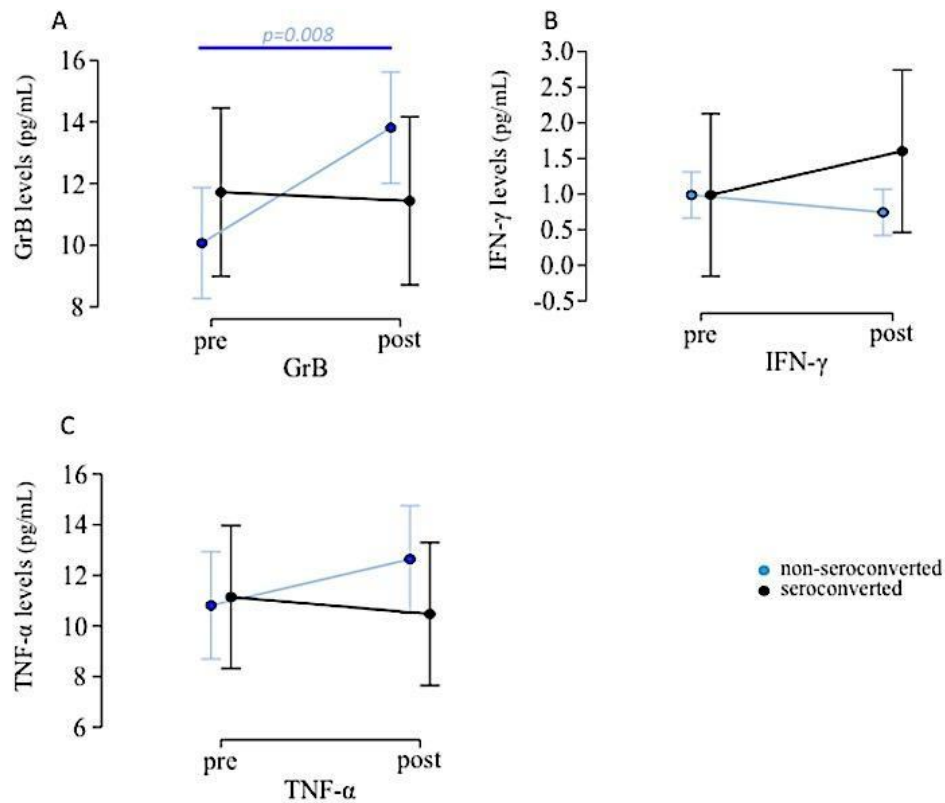 A
p=0.008
GrB levels (pg/mL)
16
14
12
10
8
pre
post
GrB
B
IFN-γ levels (pg/mL)
3.0
2.5
2.0
1.5
1.0
0.5
0.0
-0.5
pre
post
IFN-γ
C
TNF-α levels (pg/mL)
16
14
12
10
8
6
pre
post
TNF-α
non-seroconverted
seroconverted